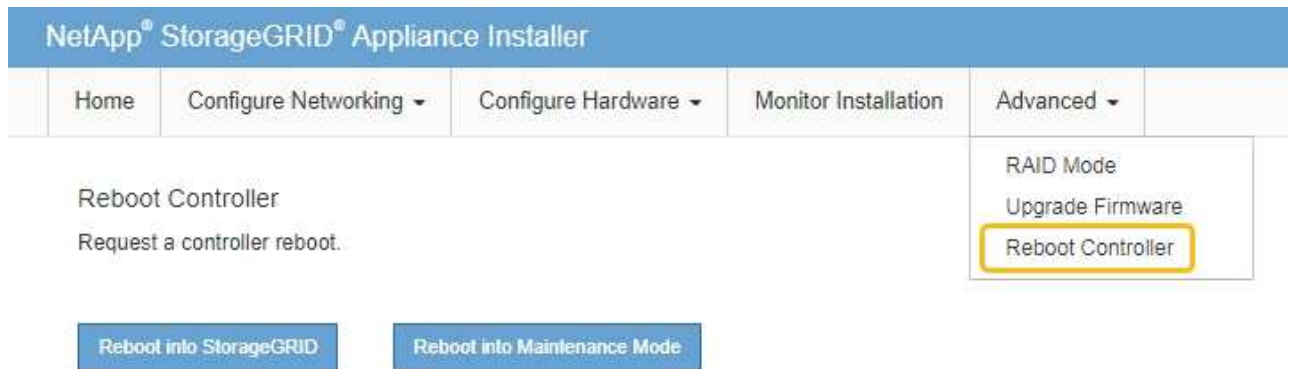 NetApp® StorageGRID® Appliance Installer
Home Configure Networking Configure Hardware Monitor Installation Advanced
RAID Mode
Upgrade Firmware
Reboot Controller
Reboot Controller
Request a controller reboot.
Reboot into StorageGRID Reboot into Maintenance Mode